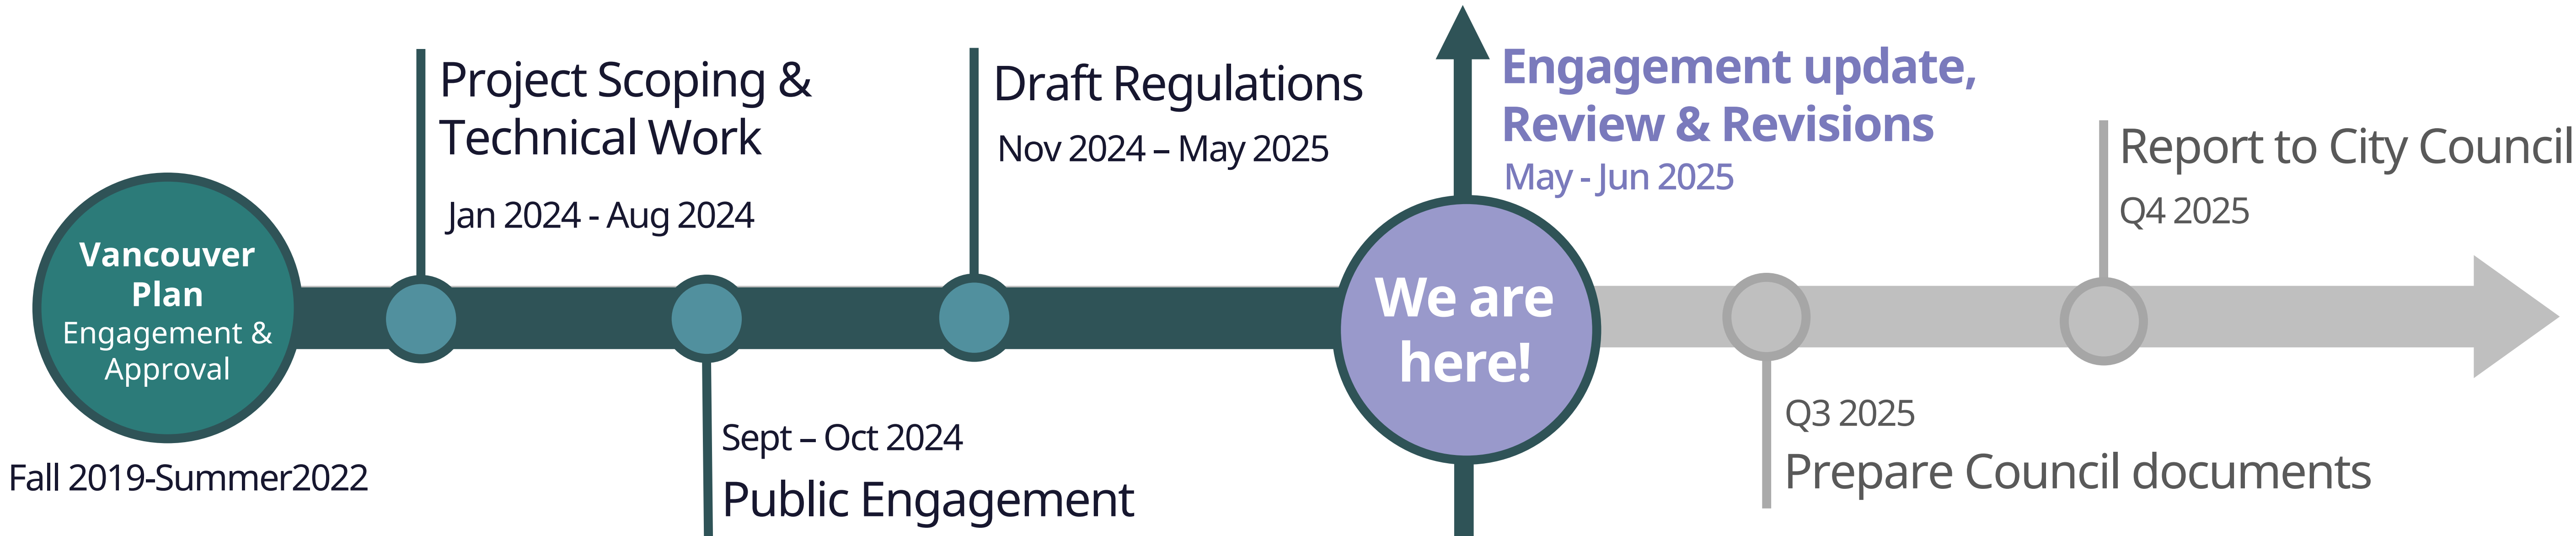 Vancouver
Plan
Engagement &
Approval
Fall 2019-Summer2022
Project Scoping &
Technical Work
Jan 2024 - Aug 2024
Sept – Oct 2024
Public Engagement
Draft Regulations
Nov 2024 – May 2025
We are
here!
Engagement update,
Review & Revisions
May - Jun 2025
Q3 2025
Prepare Council documents
Report to City Council
Q4 2025